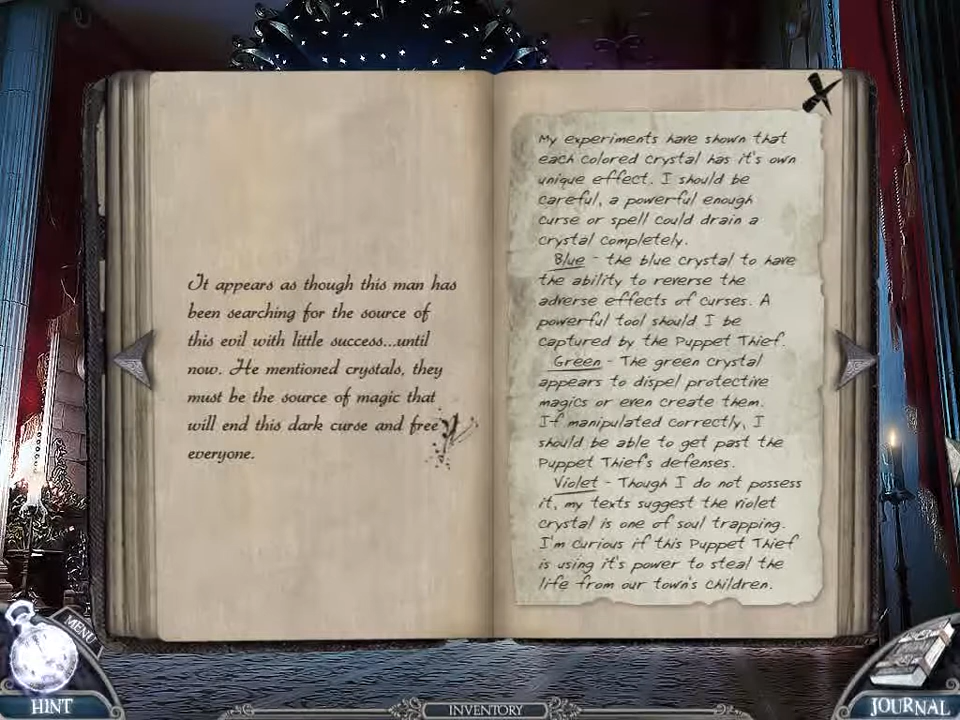 It appears as though this man has
been searching for the source of
this evil with little success...until
now. He mentioned crystals, they
must be the source of magic that
will end this dark curse and free
everyone.
My experiments have shown that
each colored crystal has it's own
unique effect. I should be
careful, a powerful enough
curse or spell could drain a
crystal completely.
Blue - the blue crystal to have
the ability to reverse the
adverse effects of curses. A
powerful tool should I be
captured by the Puppet Thief.
Green - The green crystal
appears to dispel protective
magics or even create them.
If manipulated correctly, I
should be able to get past the
Puppet Thief's defenses.
Violet - Though I do not possess
it, my texts suggest the violet
crystal is one of soul trapping.
I'm curious if this Puppet Thief
is using it's power to steal the
life from our town's children.
MENU
HINT
INVENTORY
JOURNAL